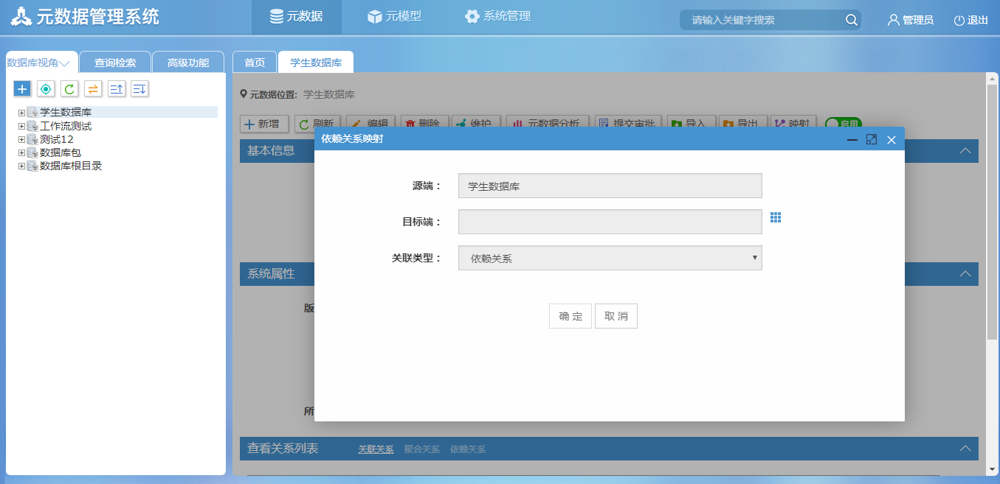 元数据管理系统
元数据
元模型
系统管理
请输入关键字搜索
管理员
退出
数据库视角
查询检索
高级功能
首页
学生数据库
学生数据库
工作流测试
测试12
数据库包
数据库根目录
元数据位置: 学生数据库
新增
刷新
编辑
删除
维护
元数据分析
提交审批
导入
导出
映射
启用
依赖关系映射
基本信息
源端：
学生数据库
目标端：
关联类型：
依赖关系
确 定
取 消
系统属性
版
所
查看关系列表
关联关系
聚合关系
依赖关系